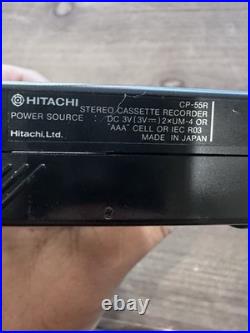 HITACHI CP-55R
STEREO CASSETTE RECORDER
POWER SOURCE : DC 3V(3V⎓)2×UM-4 OR
"AAA" CELL OR IEC R03
Hitachi, Ltd. MADE IN JAPAN